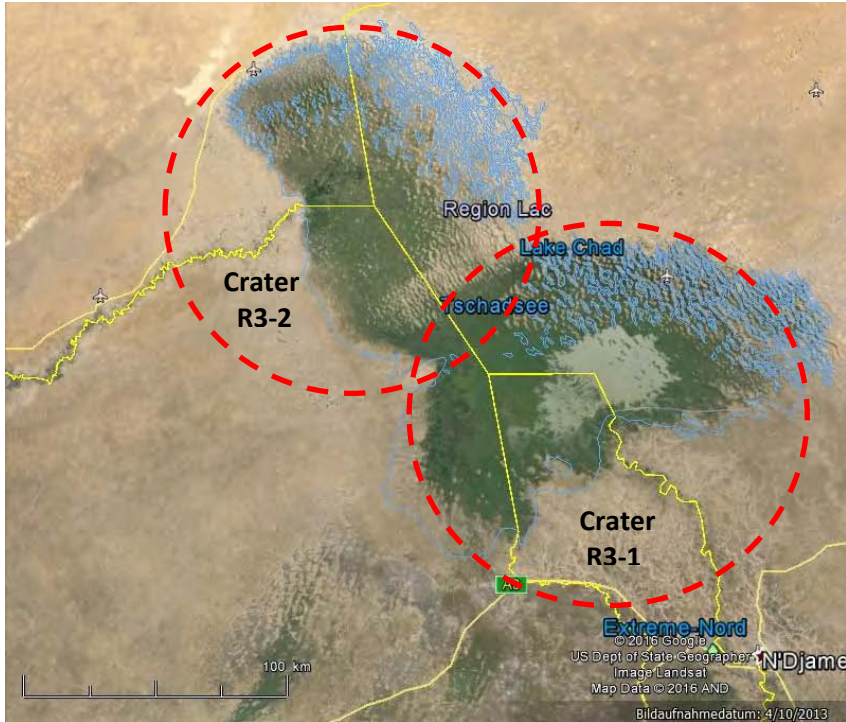 Region Lac
Lake Chad
Crater
R3-2
Tschadsee
Crater
R3-1
A3
Extreme-Nord
© 2016 Google
US Dept of State Geographer
Image Landsat
Map Data © 2016 AND
N'Djame
100 km
Bildaufnahmedatum: 4/10/2013